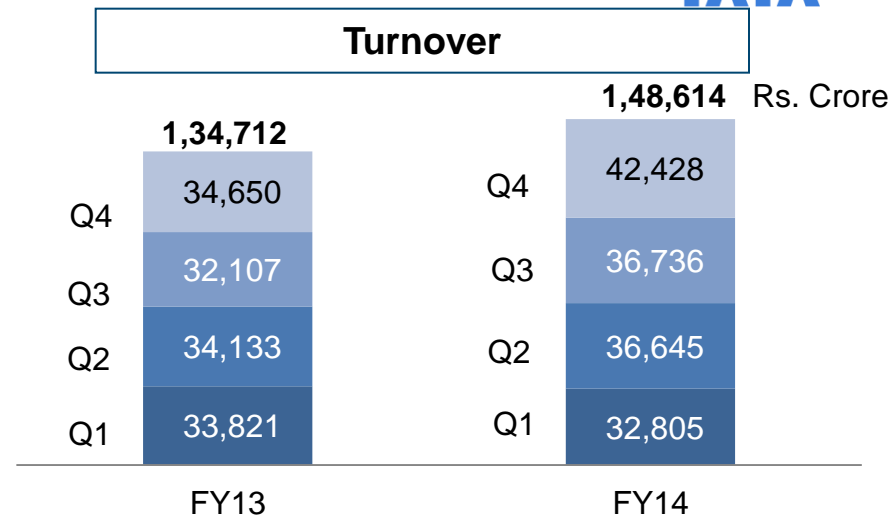 Turnover
1,48,614 Rs. Crore
1,34,712
Q4 34,650 Q4 42,428
Q3 32,107 Q3 36,736
Q2 34,133 Q2 36,645
Q1 33,821 Q1 32,805
FY13 FY14